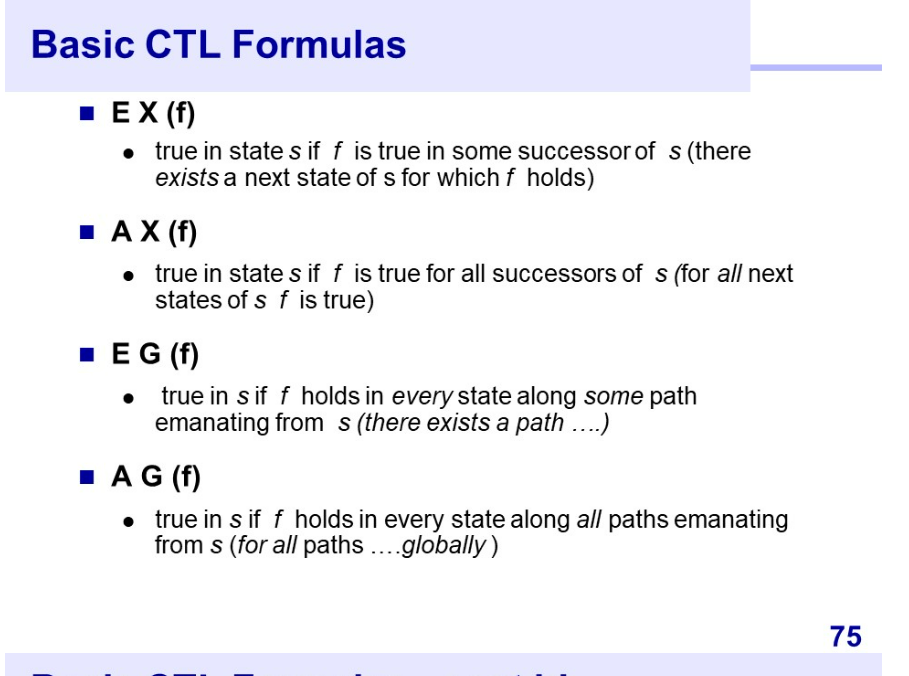 Basic CTL Formulas
E X (f)
true in state s if f is true in some successor of s (there
exists a next state of s for which f holds)
A X (f)
true in state s if f is true for all successors of s (for all next
states of s f is true)
E G (f)
true in s if f holds in every state along some path
emanating from s (there exists a path ….)
A G (f)
true in s if f holds in every state along all paths emanating
from s (for all paths ….globally )
75